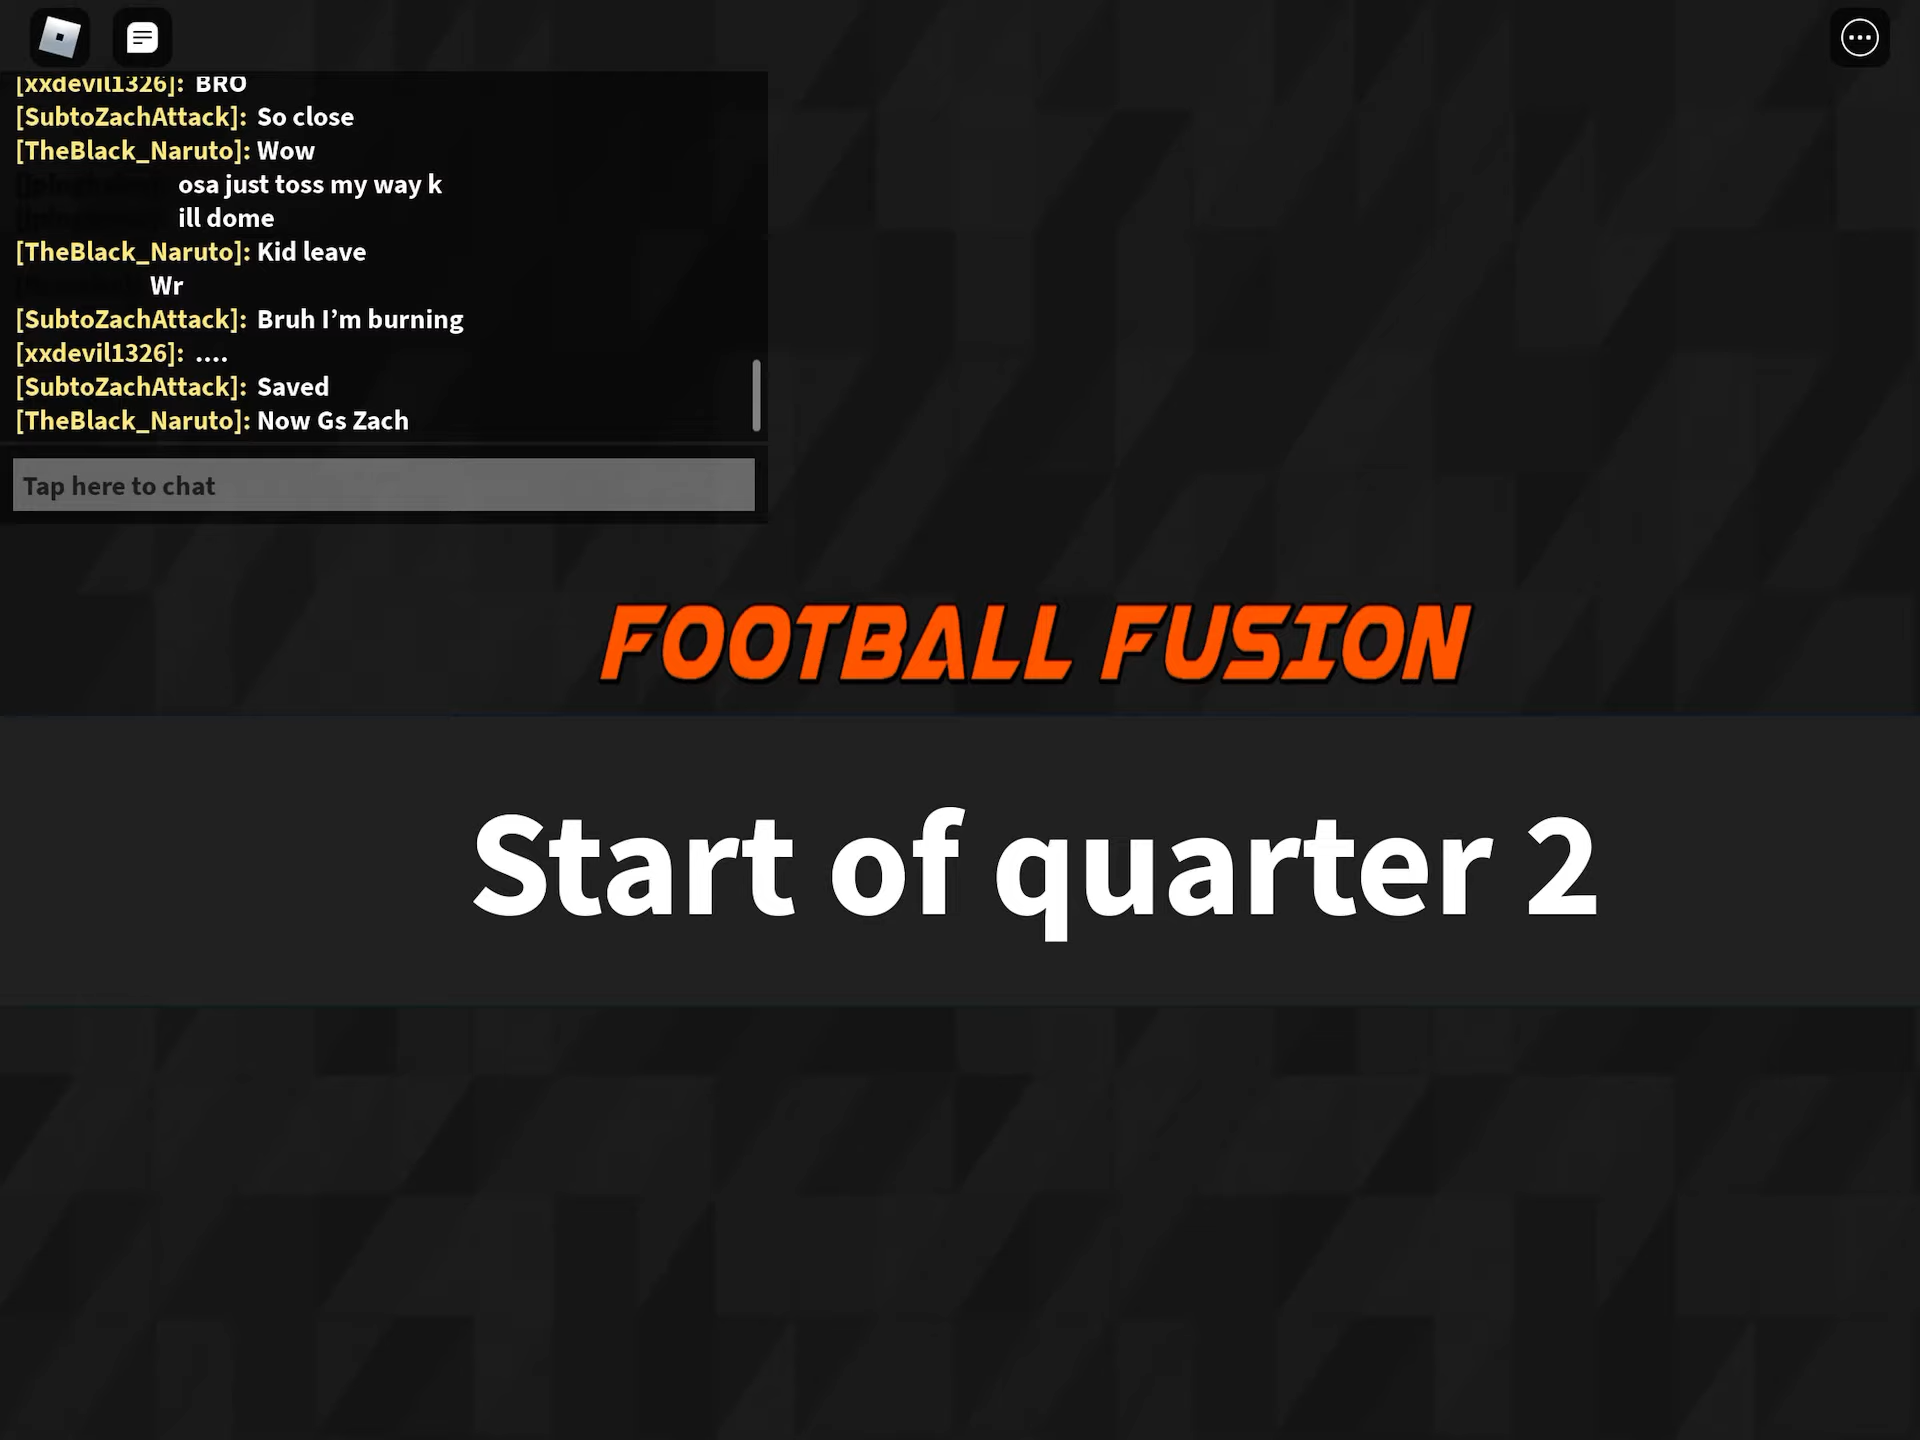 [xxdevil1326]: BRO
[SubtoZachAttack]: So close
[TheBlack_Naruto]: Wow
osa just toss my way k
ill dome
[TheBlack_Naruto]: Kid leave
Wr
[SubtoZachAttack]: Bruh I’m burning
[xxdevil1326]: ....
[SubtoZachAttack]: Saved
[TheBlack_Naruto]: Now Gs Zach
Tap here to chat
FOOTBALL FUSION
Start of quarter 2